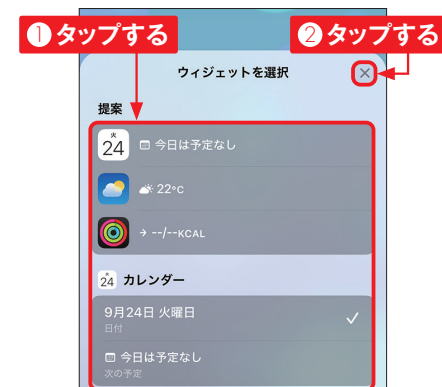 ❶タップする
❷タップする
ウィジェットを選択
提案
火
24
今日は予定なし
22°C
--/--KCAL
24 カレンダー
9月24日 火曜日
日付
今日は予定なし
次の予定